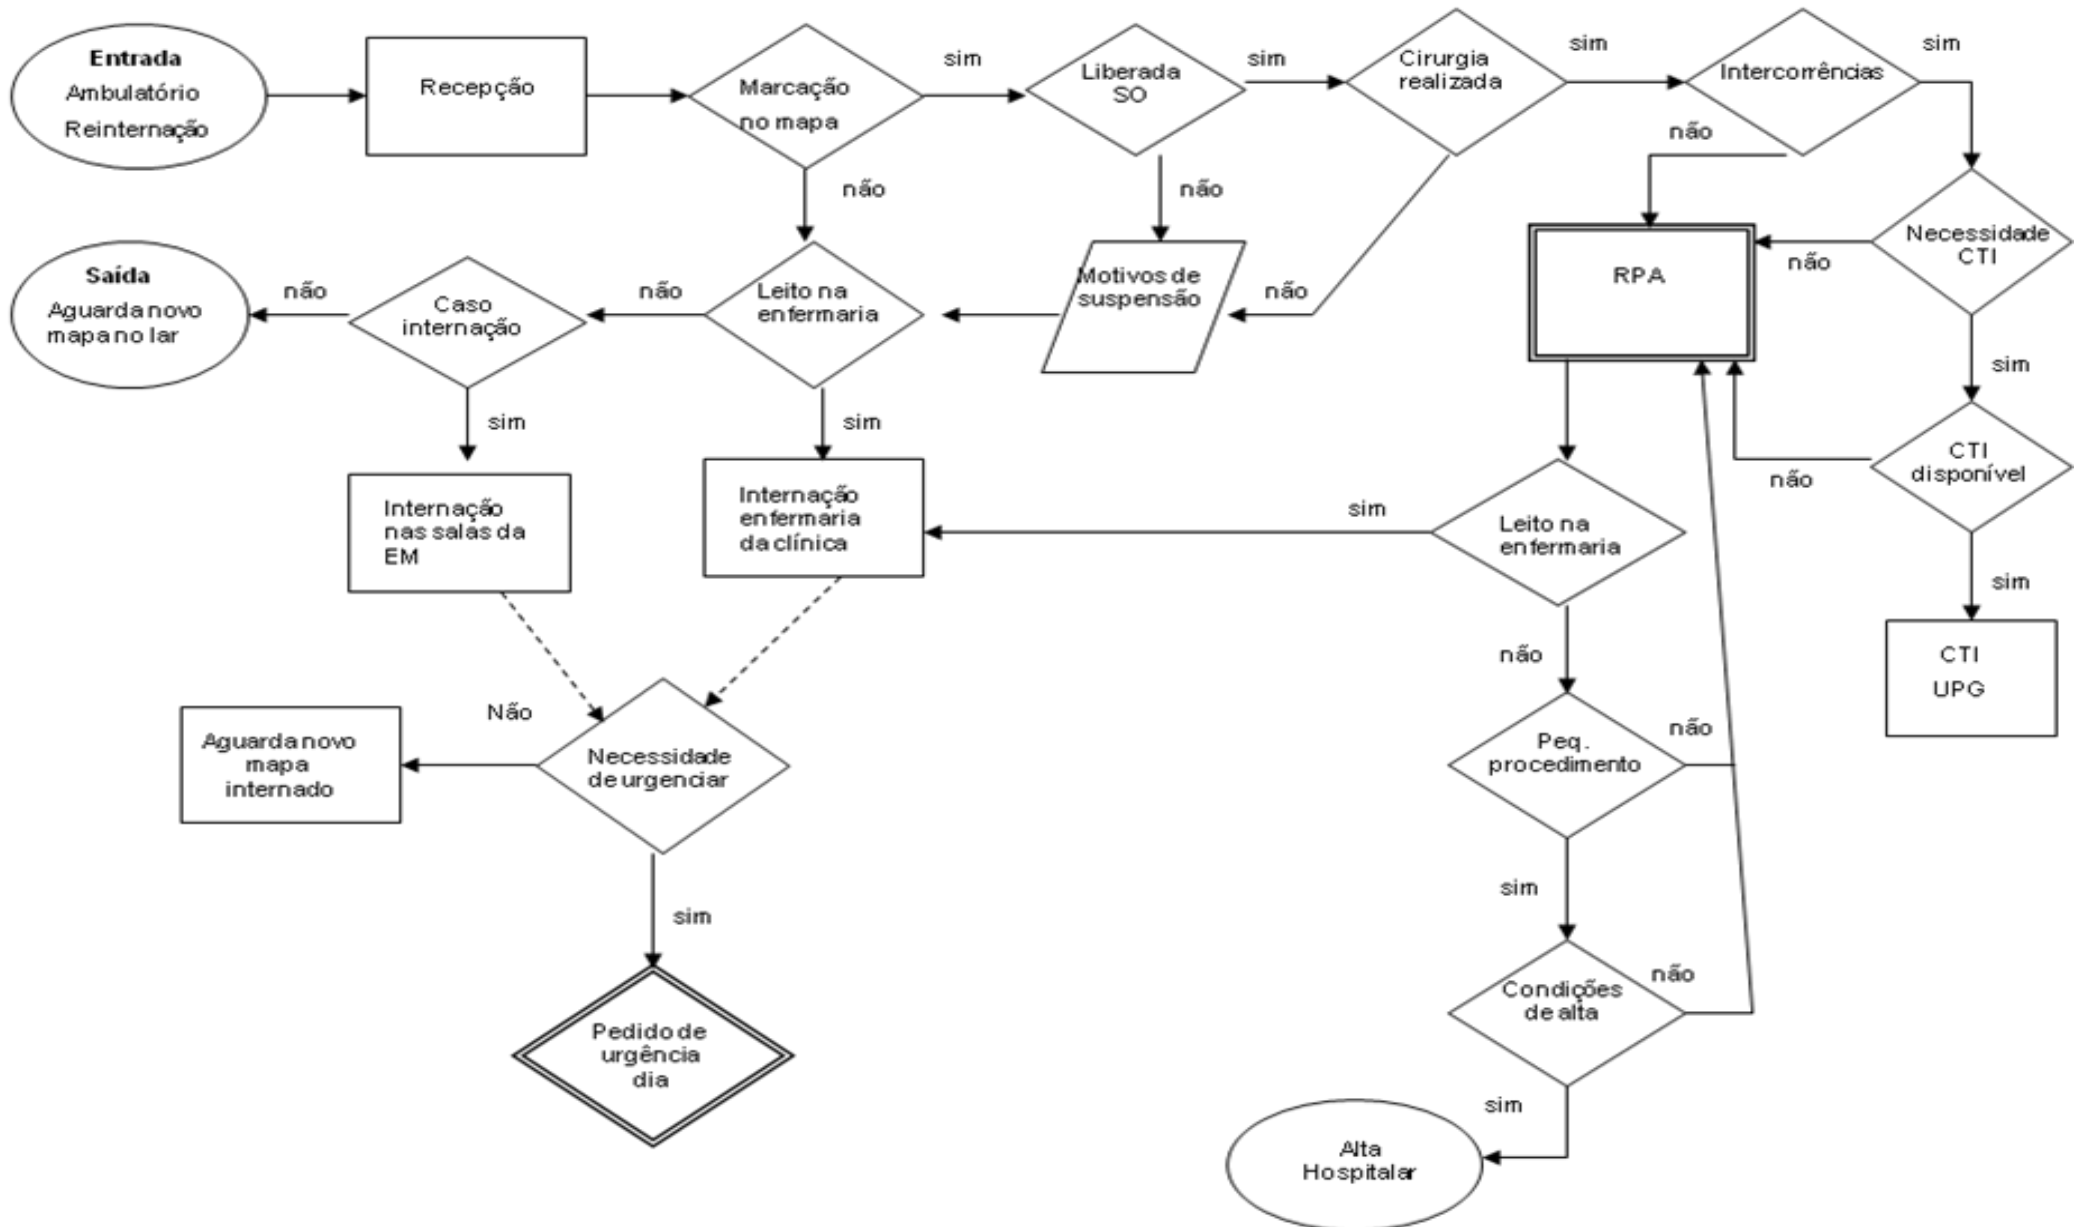 Entrada
Ambulatório
Reinternação
Recepção
Marcação
no mapa
sim
Liberada
SO
sim
Cirurgia
realizada
sim
Intercorrências
sim
não
não
não
Saída
Aguarda novo
mapa no lar
não
Caso
internação
não
Leito na
enfermaria
Motivos de
suspensão
não
RPA
não
Necessidade
CTI
sim
sim
sim
não
CTI
disponível
Internação
nas salas da
EM
Internação
enfermaria
da clínica
sim
Leito na
enfermaria
sim
CTI
UPG
não
Não
Aguarda novo
mapa
internado
Necessidade
de urgenciar
Peq.
procedimento
não
sim
sim
Condições
de alta
não
Pedido de
urgência
dia
sim
Alta
Hospitalar